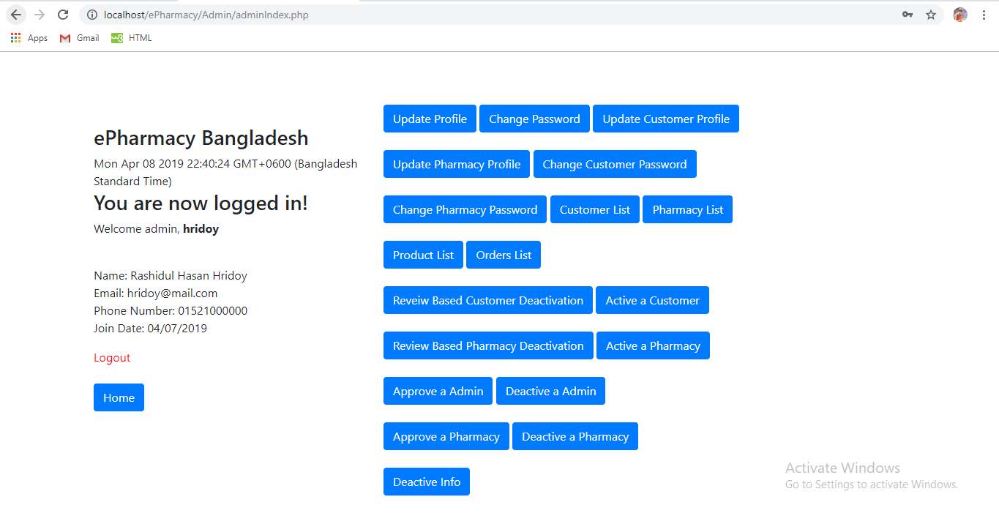 localhost/ePharmacy/Admin/adminIndex.php
Apps Gmail HTML
ePharmacy Bangladesh
Mon Apr 08 2019 22:40:24 GMT+0600 (Bangladesh
Standard Time)
You are now logged in!
Welcome admin, hridoy
Name: Rashidul Hasan Hridoy
Email: hridoy@mail.com
Phone Number: 01521000000
Join Date: 04/07/2019
Logout
Home
Update Profile Change Password Update Customer Profile
Update Pharmacy Profile Change Customer Password
Change Pharmacy Password Customer List Pharmacy List
Product List Orders List
Reveiw Based Customer Deactivation Active a Customer
Review Based Pharmacy Deactivation Active a Pharmacy
Approve a Admin Deactive a Admin
Approve a Pharmacy Deactive a Pharmacy
Deactive Info
Activate Windows
Go to Settings to activate Windows.